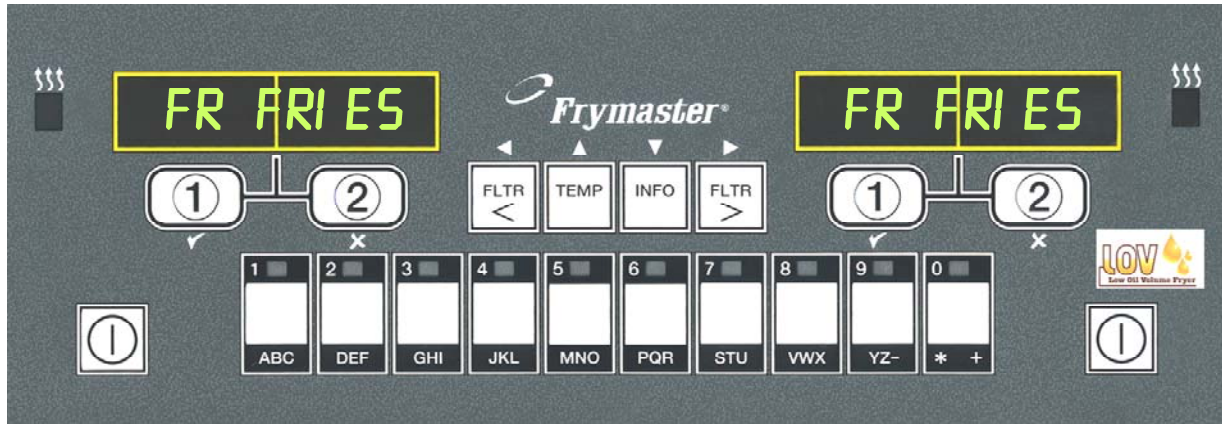 FR FRIES
FR FRIES
Frymaster®
1
2
FLTR <
TEMP
INFO
FLTR >
1
2
LOV
Low Oil Volume Fryer
1 2 3 4 5 6 7 8 9 0
ABC DEF GHI JKL MNO PQR STU VWX YZ- * +